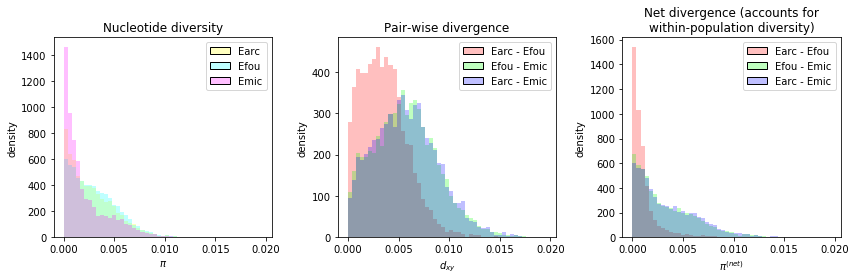 Nucleotide diversity
density
1400
1200
1000
800
600
400
200
0
0.000
0.005
0.010
0.015
0.020
π
Earc
Efou
Emic
Pair-wise divergence
density
400
300
200
100
0
0.000
0.005
0.010
0.015
0.020
d_xy
Earc - Efou
Efou - Emic
Earc - Emic
Net divergence (accounts for
within-population diversity)
density
1600
1400
1200
1000
800
600
400
200
0
0.000
0.005
0.010
0.015
0.020
π^(net)
Earc - Efou
Efou - Emic
Earc - Emic